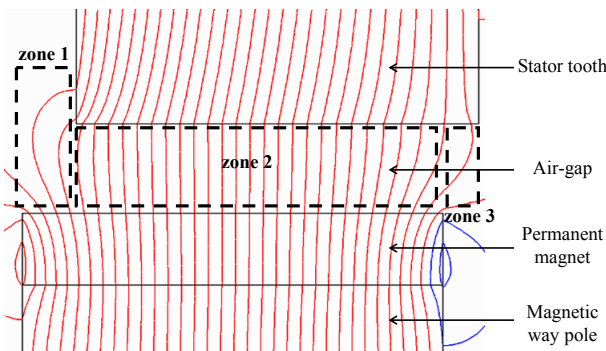 zone 1
Stator tooth
zone 2
Air-gap
zone 3
Permanent
magnet
Magnetic
way pole